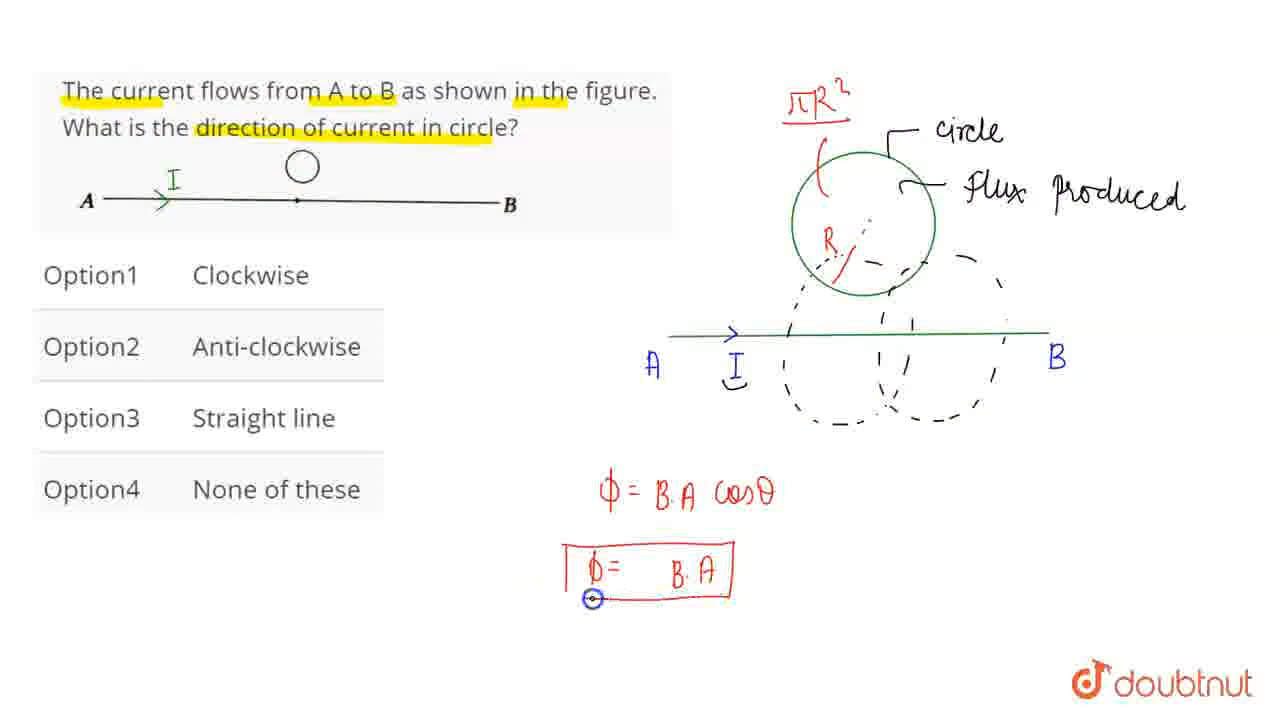 The current flows from A to B as shown in the figure.
What is the direction of current in circle?
I
A B
Option1 Clockwise
Option2 Anti-clockwise
Option3 Straight line
Option4 None of these
πR²
circle
flux produced
R
A I B
ϕ = B.A cosθ
ϕ = B.A
doubtnut